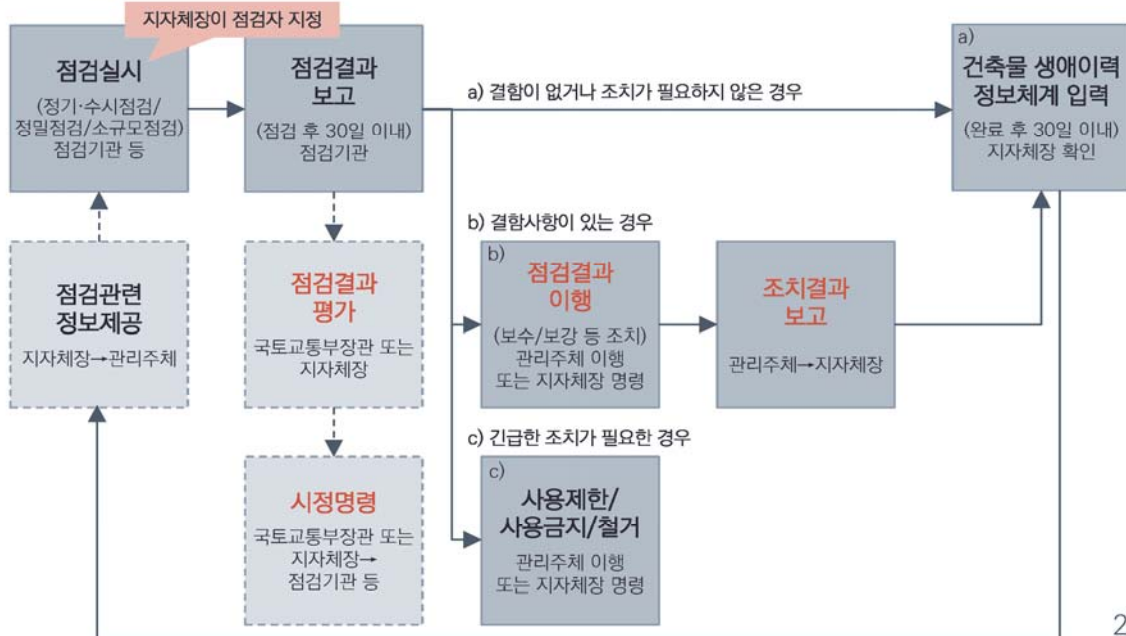 지자체장이 점검자 지정
점검실시
(정기·수시점검/
정밀점검/소규모점검)
점검기관 등
점검결과
보고
(점검 후 30일 이내)
점검기관
a) 결함이 없거나 조치가 필요하지 않은 경우
a)
건축물 생애이력
정보체계 입력
(완료 후 30일 이내)
지자체장 확인
점검관련
정보제공
지자체장→관리주체
점검결과
평가
국토교통부장관 또는
지자체장
b) 결함사항이 있는 경우
b)
점검결과
이행
(보수/보강 등 조치)
관리주체 이행
또는 지자체장 명령
조치결과
보고
관리주체→지자체장
시정명령
국토교통부장관 또는
지자체장→
점검기관 등
c) 긴급한 조치가 필요한 경우
c)
사용제한/
사용금지/철거
관리주체 이행
또는 지자체장 명령
2